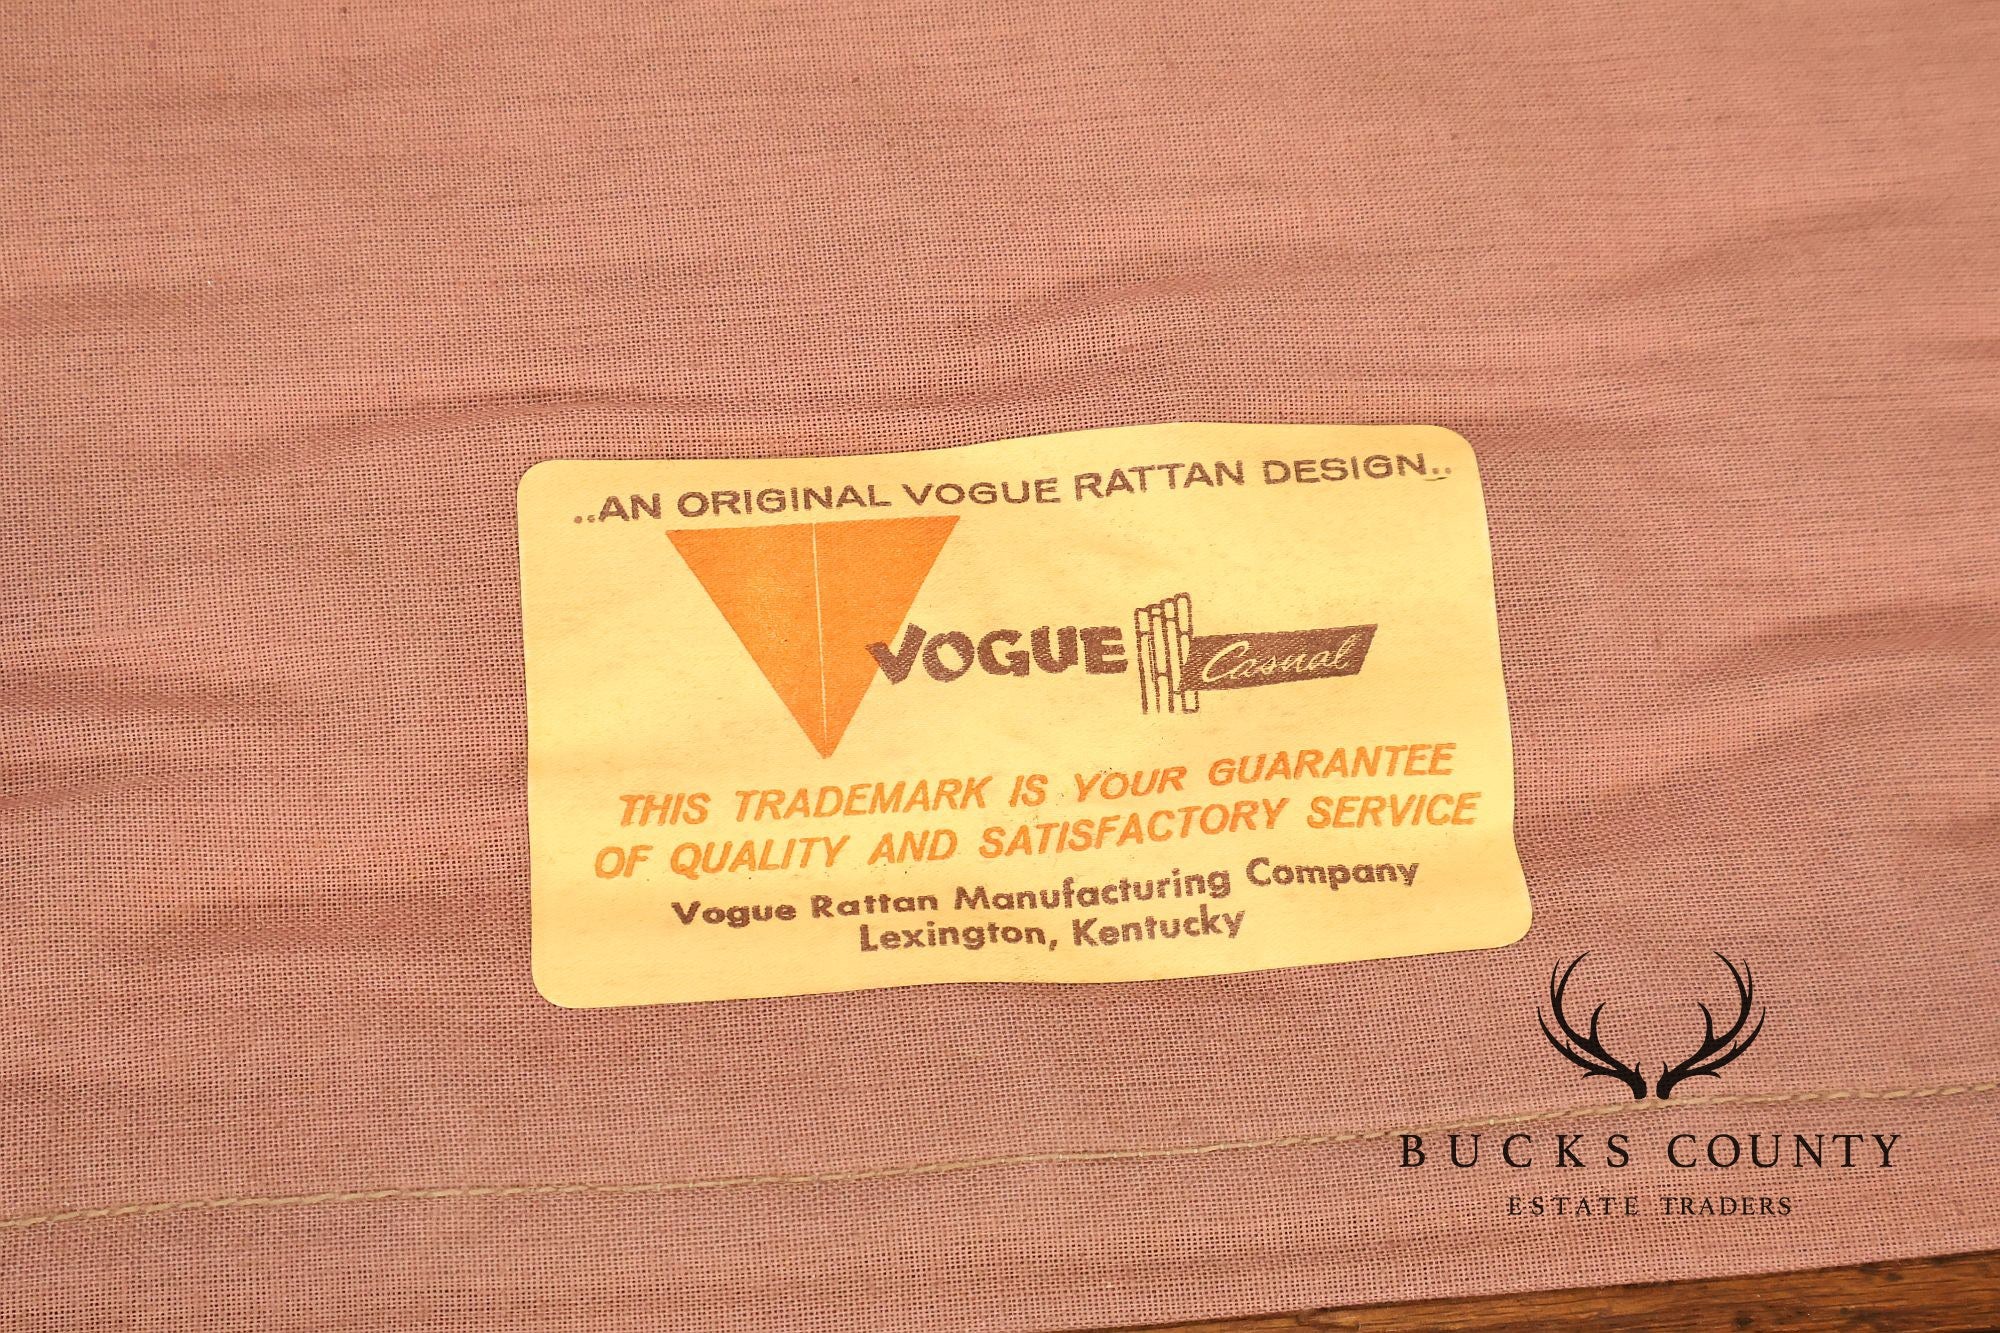 ..AN ORIGINAL VOGUE RATTAN DESIGN..
VOGUE Casual
THIS TRADEMARK IS YOUR GUARANTEE
OF QUALITY AND SATISFACTORY SERVICE
Vogue Rattan Manufacturing Company
Lexington, Kentucky
BUCKS COUNTY
ESTATE TRADERS